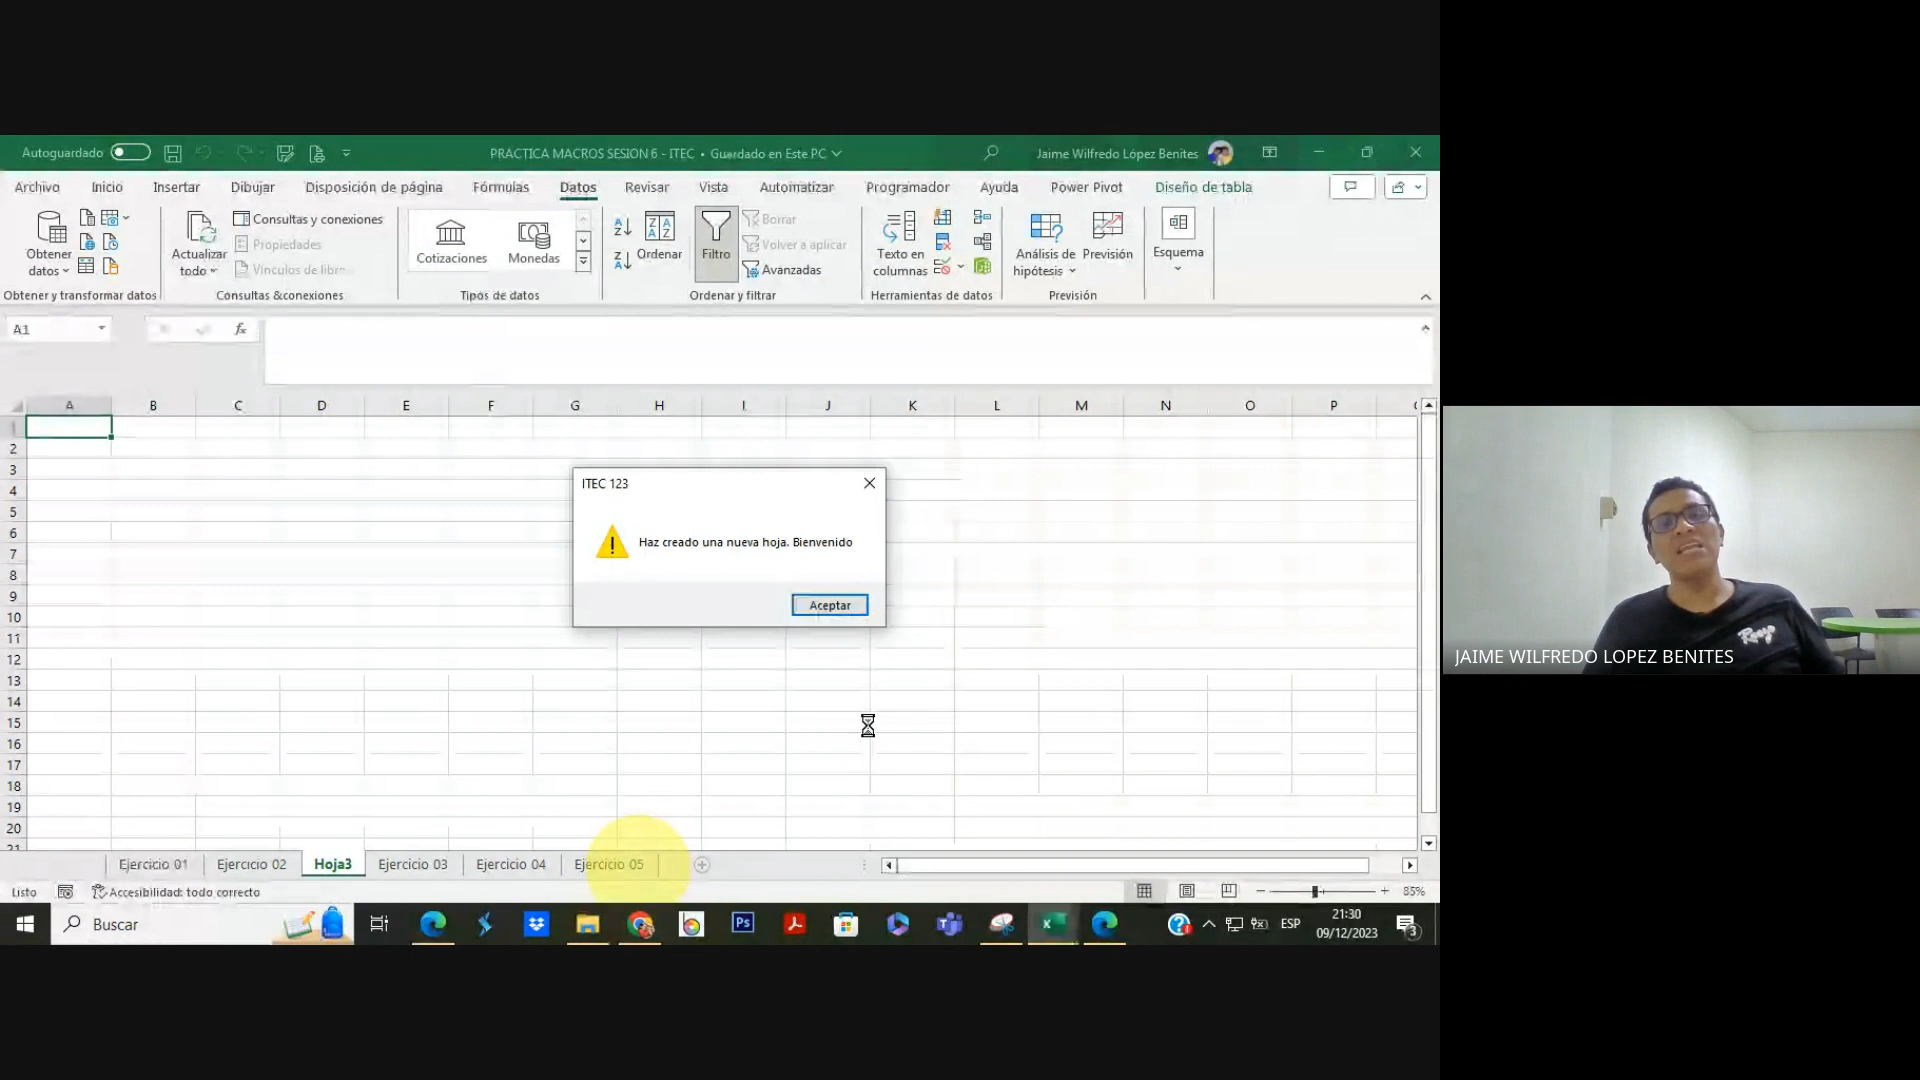 Autoguardado
PRACTICA MACROS SESION 6 - ITEC • Guardado en Este PC
Jaime Wilfredo López Benites
Archivo Inicio Insertar Dibujar Disposición de página Fórmulas Datos Revisar Vista Automatizar Programador Ayuda Power Pivot Diseño de tabla
Obtener datos
Actualizar todo
Consultas y conexiones
Propiedades
Vínculos de libro
Cotizaciones
Monedas
Ordenar
Filtro
Borrar
Volver a aplicar
Avanzadas
Texto en columnas
Análisis de hipótesis
Previsión
Esquema
Obtener y transformar datos
Consultas & conexiones
Tipos de datos
Ordenar y filtrar
Herramientas de datos
Previsión
A1
fx
A B C D E F G H I J K L M N O P
1
2
3
4
5
6
7
8
9
10
11
12
13
14
15
16
17
18
19
20
21
ITEC 123
Haz creado una nueva hoja. Bienvenido
Aceptar
JAIME WILFREDO LOPEZ BENITES
Ejercicio 01 Ejercicio 02 Hoja3 Ejercicio 03 Ejercicio 04 Ejercicio 05
Listo
Accesibilidad: todo correcto
85%
Buscar
Ps
ESP
21:30
09/12/2023
3